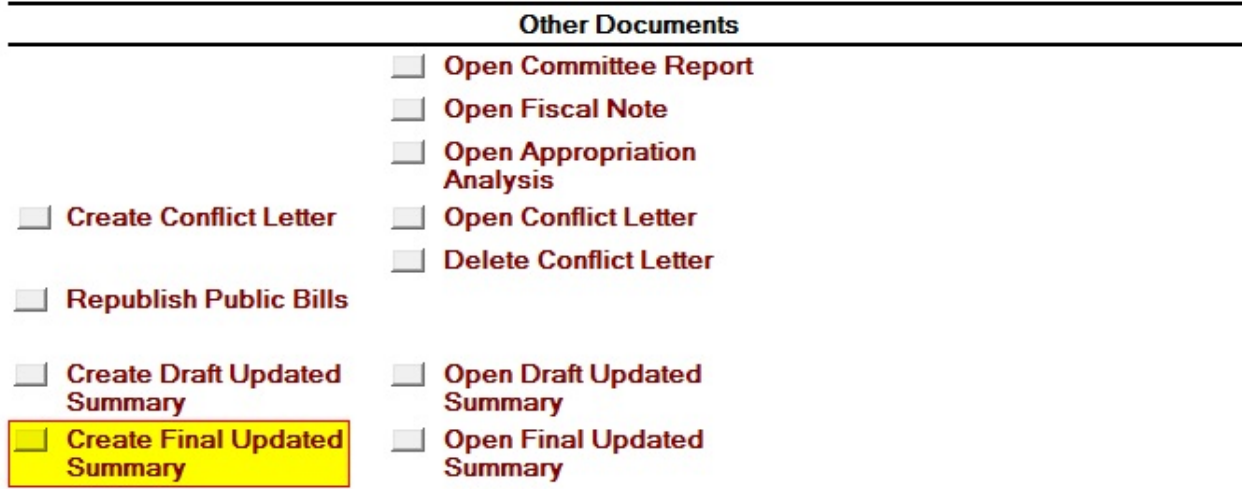 Other Documents
Open Committee Report
Open Fiscal Note
Open Appropriation
Analysis
Create Conflict Letter
Open Conflict Letter
Delete Conflict Letter
Republish Public Bills
Create Draft Updated
Summary
Open Draft Updated
Summary
Create Final Updated
Summary
Open Final Updated
Summary